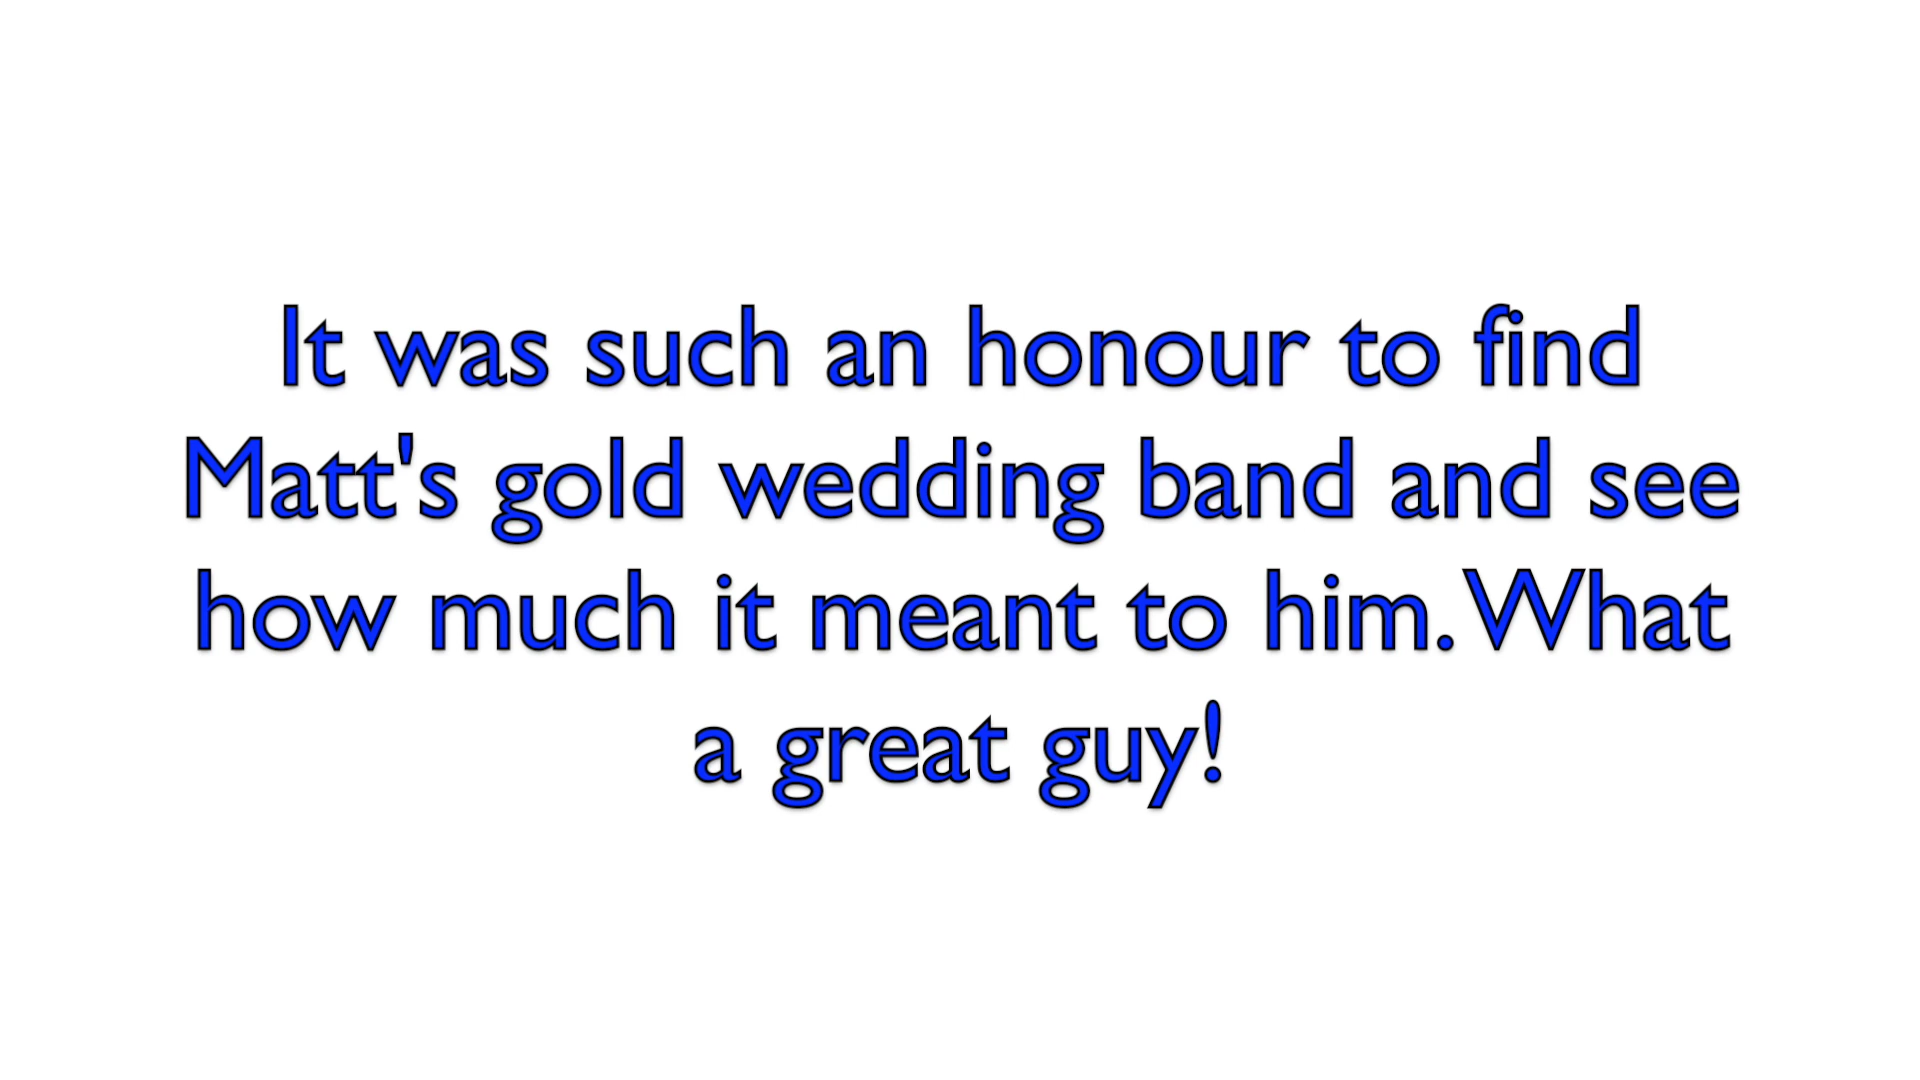 It was such an honour to find
Matt's gold wedding band and see
how much it meant to him. What
a great guy!